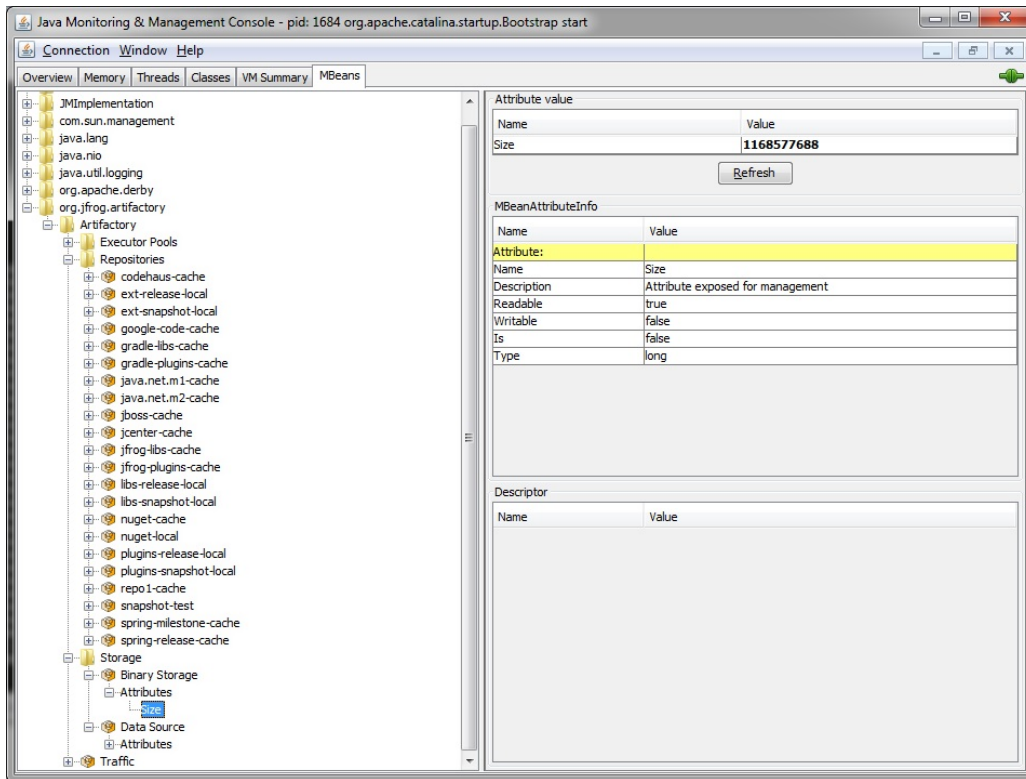 Java Monitoring & Management Console - pid: 1684 org.apache.catalina.startup.Bootstrap start
Connection Window Help
Overview Memory Threads Classes VM Summary MBeans
JMImplementation
com.sun.management
java.lang
java.nio
java.util.logging
org.apache.derby
org.jfrog.artifactory
Artifactory
Executor Pools
Repositories
codehaus-cache
ext-release-local
ext-snapshot-local
google-code-cache
gradle-libs-cache
gradle-plugins-cache
java.net.m1-cache
java.net.m2-cache
jboss-cache
jcenter-cache
jfrog-libs-cache
jfrog-plugins-cache
libs-release-local
libs-snapshot-local
nuget-cache
nuget-local
plugins-release-local
plugins-snapshot-local
repo1-cache
snapshot-test
spring-milestone-cache
spring-release-cache
Storage
Binary Storage
Attributes
Size
Data Source
Attributes
Traffic
Attribute value
Name Value
Size 1168577688
Refresh
MBeanAttributeInfo
Name Value
Attribute:
Name Size
Description Attribute exposed for management
Readable true
Writable false
Is false
Type long
Descriptor
Name Value